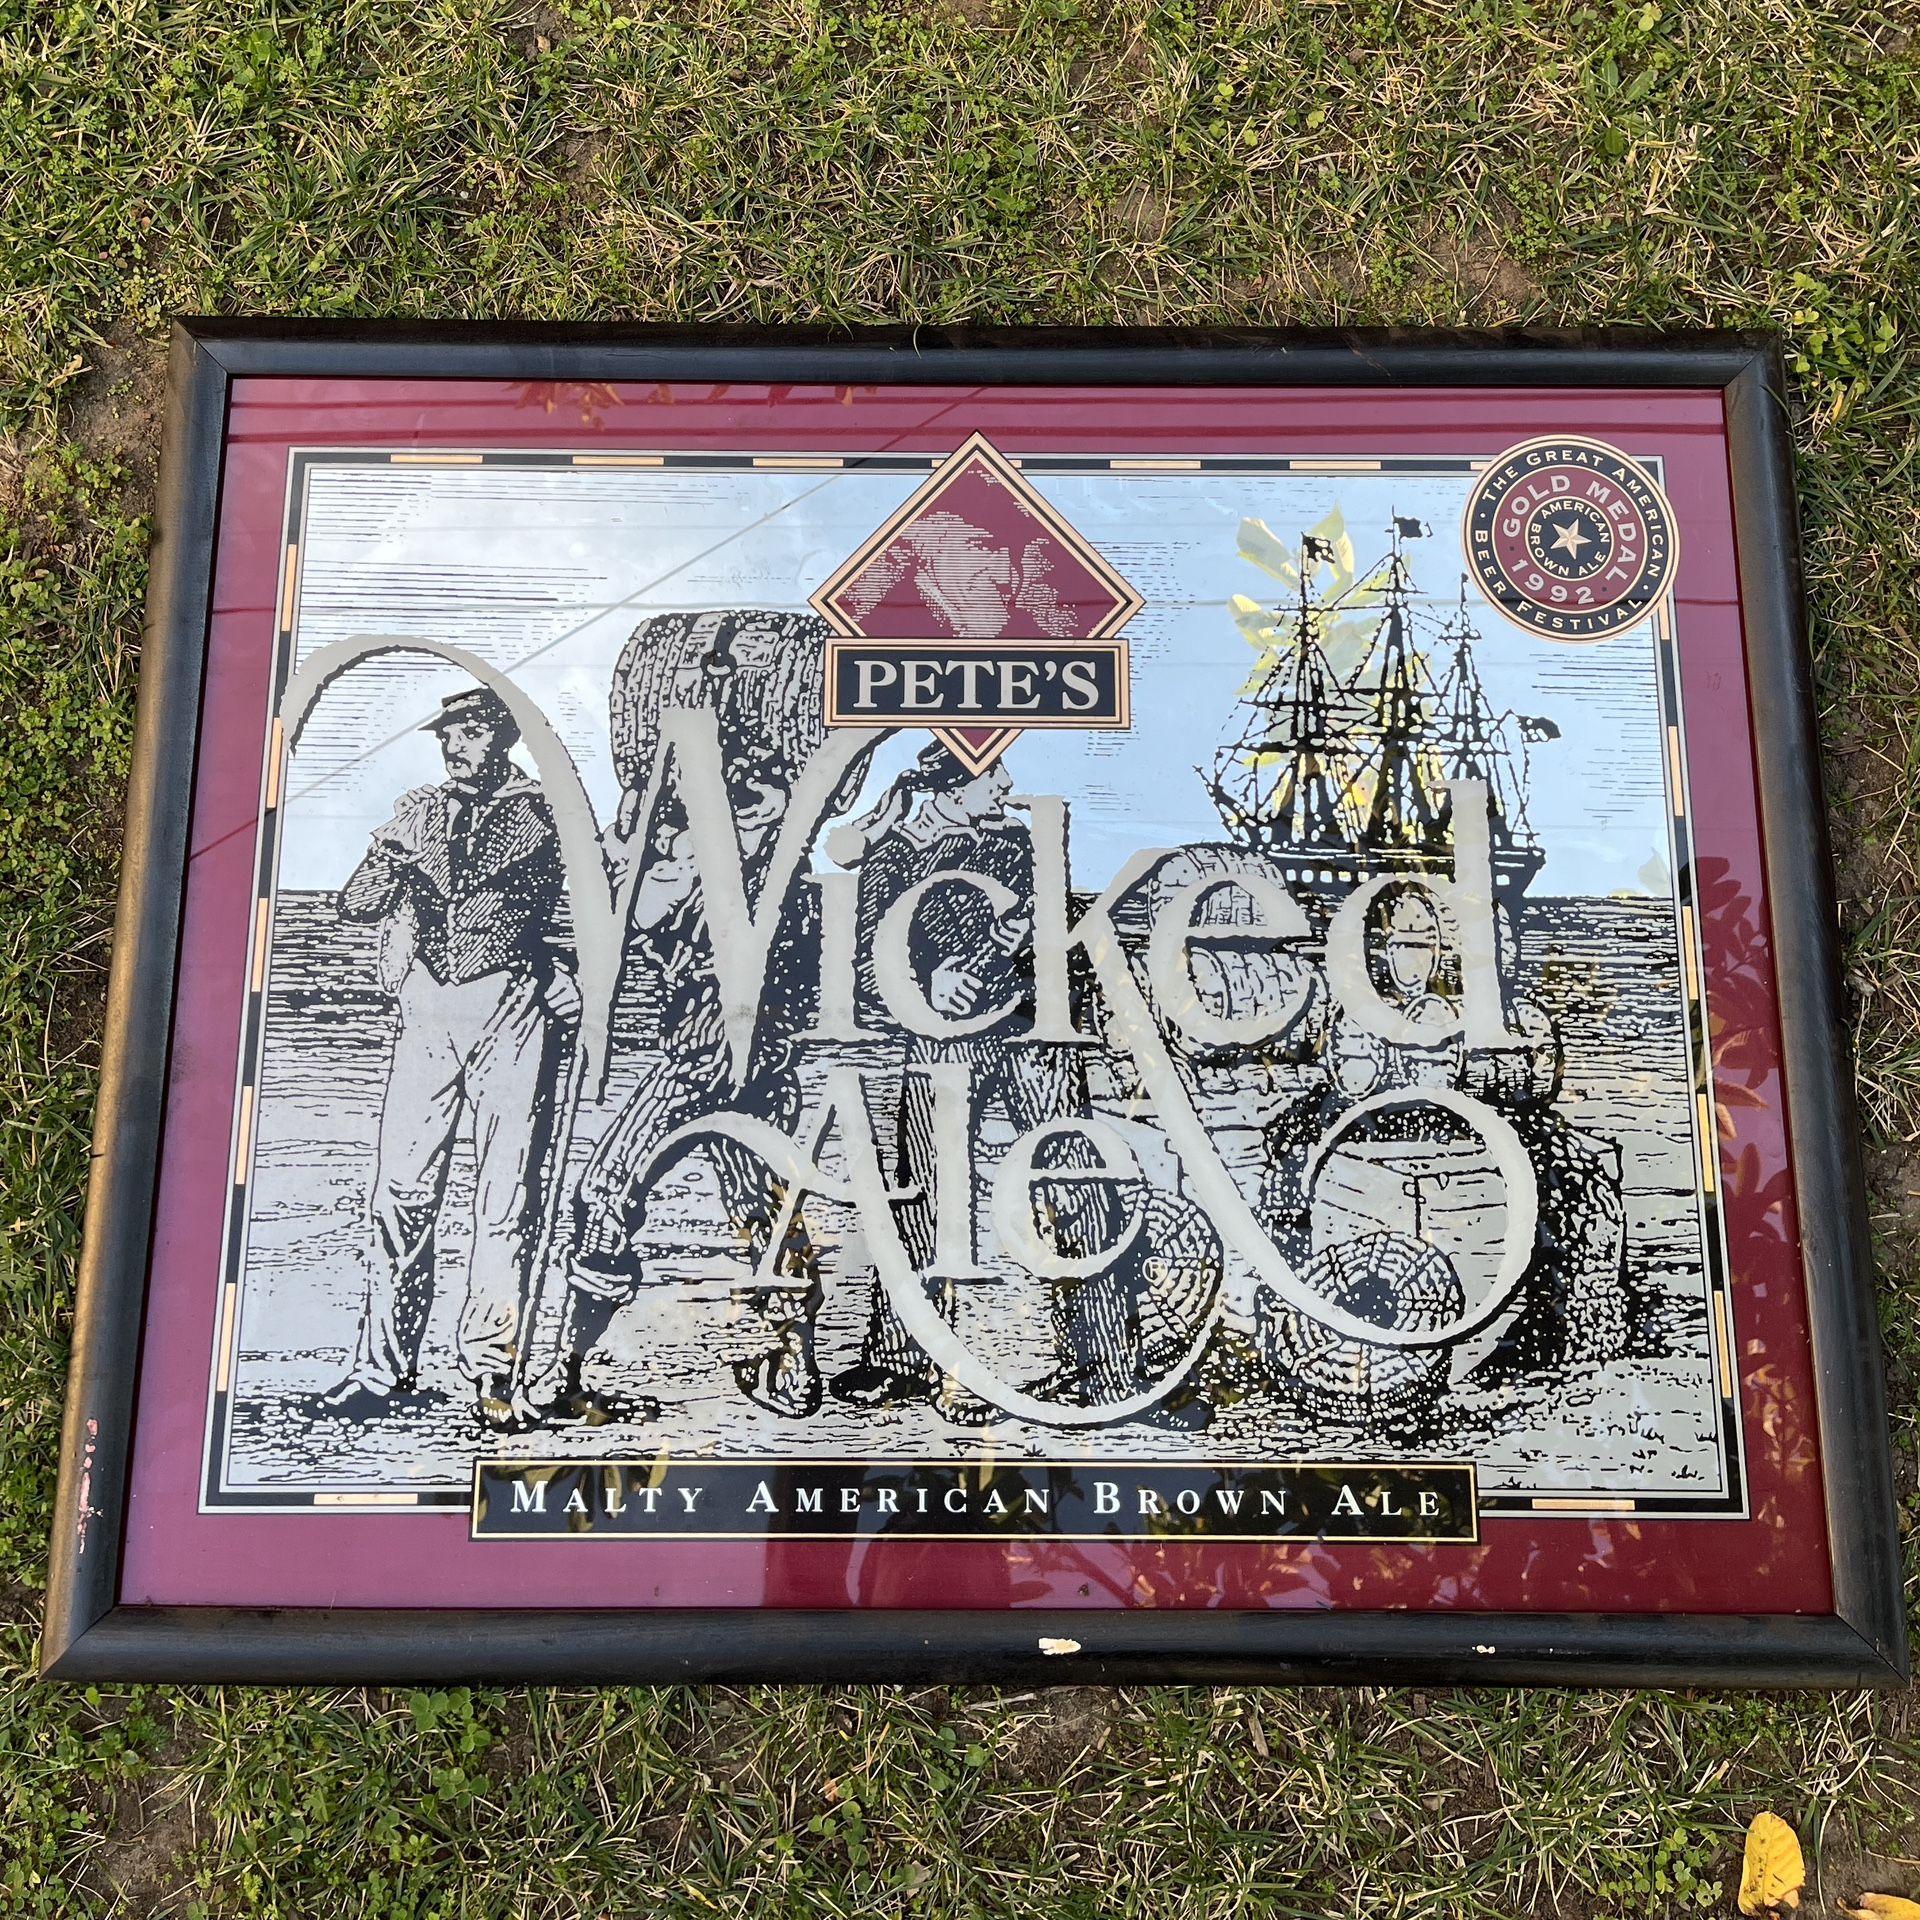 PETE'S
THE GREAT AMERICAN
BEER FESTIVAL
GOLD MEDAL
1992
AMERICAN
BROWN ALE
Wicked
Ale ®
MALTY AMERICAN BROWN ALE